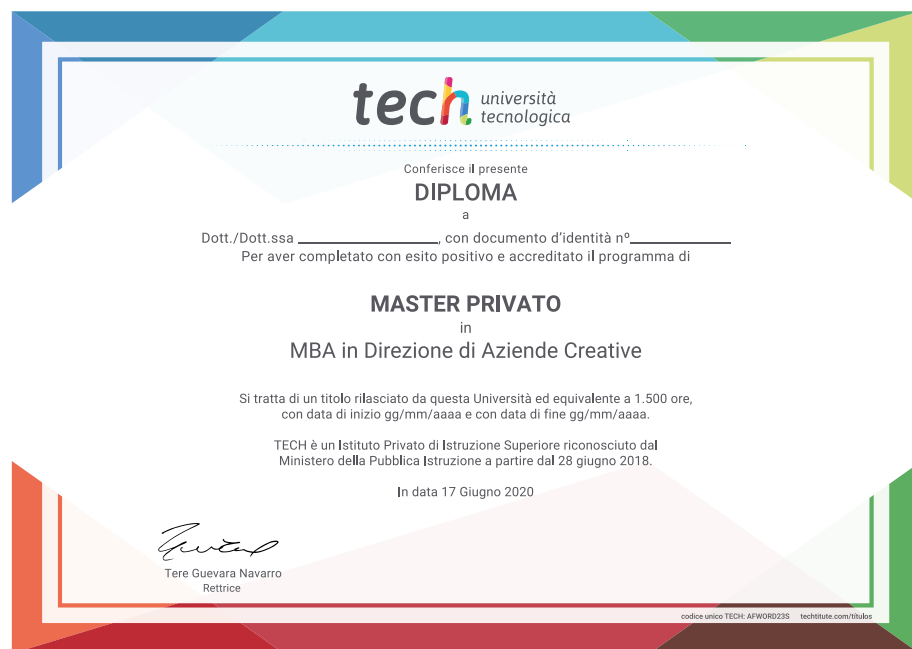 tech università
tecnologica
Conferisce il presente
DIPLOMA
a
Dott./Dott.ssa ____________________, con documento d'identità nº______________
Per aver completato con esito positivo e accreditato il programma di
MASTER PRIVATO
in
MBA in Direzione di Aziende Creative
Si tratta di un titolo rilasciato da questa Università ed equivalente a 1.500 ore,
con data di inizio gg/mm/aaaa e con data di fine gg/mm/aaaa.
TECH è un Istituto Privato di Istruzione Superiore riconosciuto dal
Ministero della Pubblica Istruzione a partire dal 28 giugno 2018.
In data 17 Giugno 2020
Tere Guevara Navarro
Rettrice
codice unico TECH: AFWORD23S techtitute.com/títulos